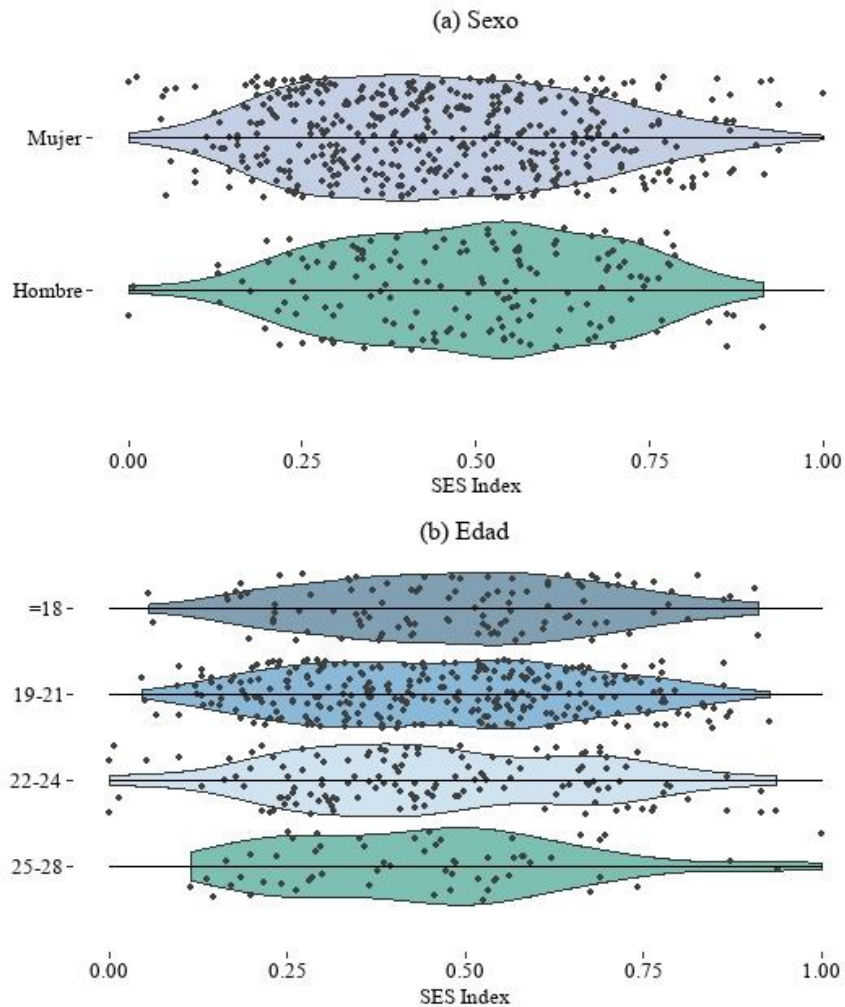 (a) Sexo
Mujer
Hombre
0.00 0.25 0.50 0.75 1.00
SES Index
(b) Edad
=18
19-21
22-24
25-28
0.00 0.25 0.50 0.75 1.00
SES Index